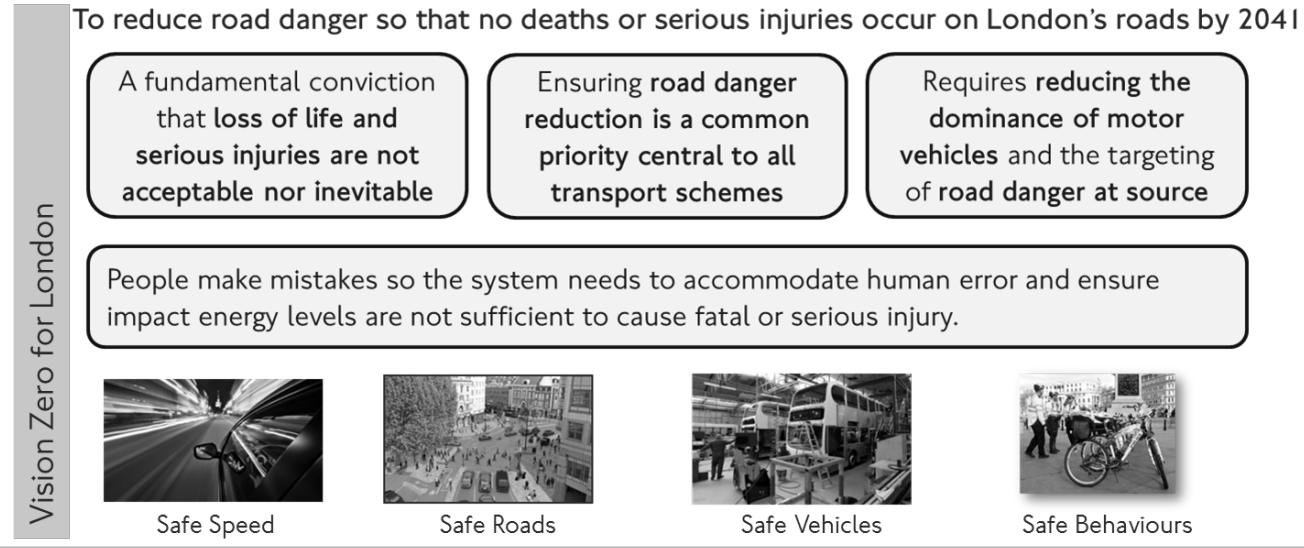 To reduce road danger so that no deaths or serious injuries occur on London's roads by 2041
A fundamental conviction
that loss of life and
serious injuries are not
acceptable nor inevitable
Ensuring road danger
reduction is a common
priority central to all
transport schemes
Requires reducing the
dominance of motor
vehicles and the targeting
of road danger at source
Vision Zero for London
People make mistakes so the system needs to accommodate human error and ensure
impact energy levels are not sufficient to cause fatal or serious injury.
Safe Speed
Safe Roads
Safe Vehicles
Safe Behaviours